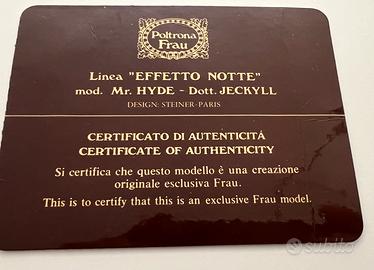 Poltrona
Frau
Linea "EFFETTO NOTTE"
mod. Mr. HYDE - Dott. JECKYLL
DESIGN: STEINER-PARIS
CERTIFICATO DI AUTENTICITÁ
CERTIFICATE OF AUTHENTICITY
Si certifica che questo modello è una creazione
originale esclusiva Frau.
This is to certify that this is an exclusive Frau model.
subito